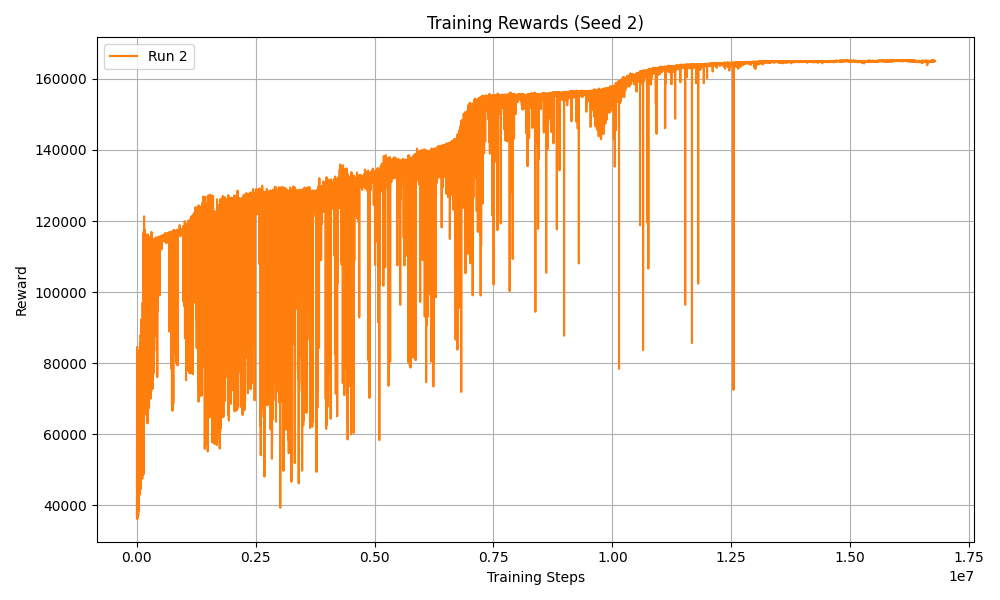 Training Rewards (Seed 2)
Run 2
Reward
160000
140000
120000
100000
80000
60000
40000
0.00 0.25 0.50 0.75 1.00 1.25 1.50 1.75
1e7
Training Steps